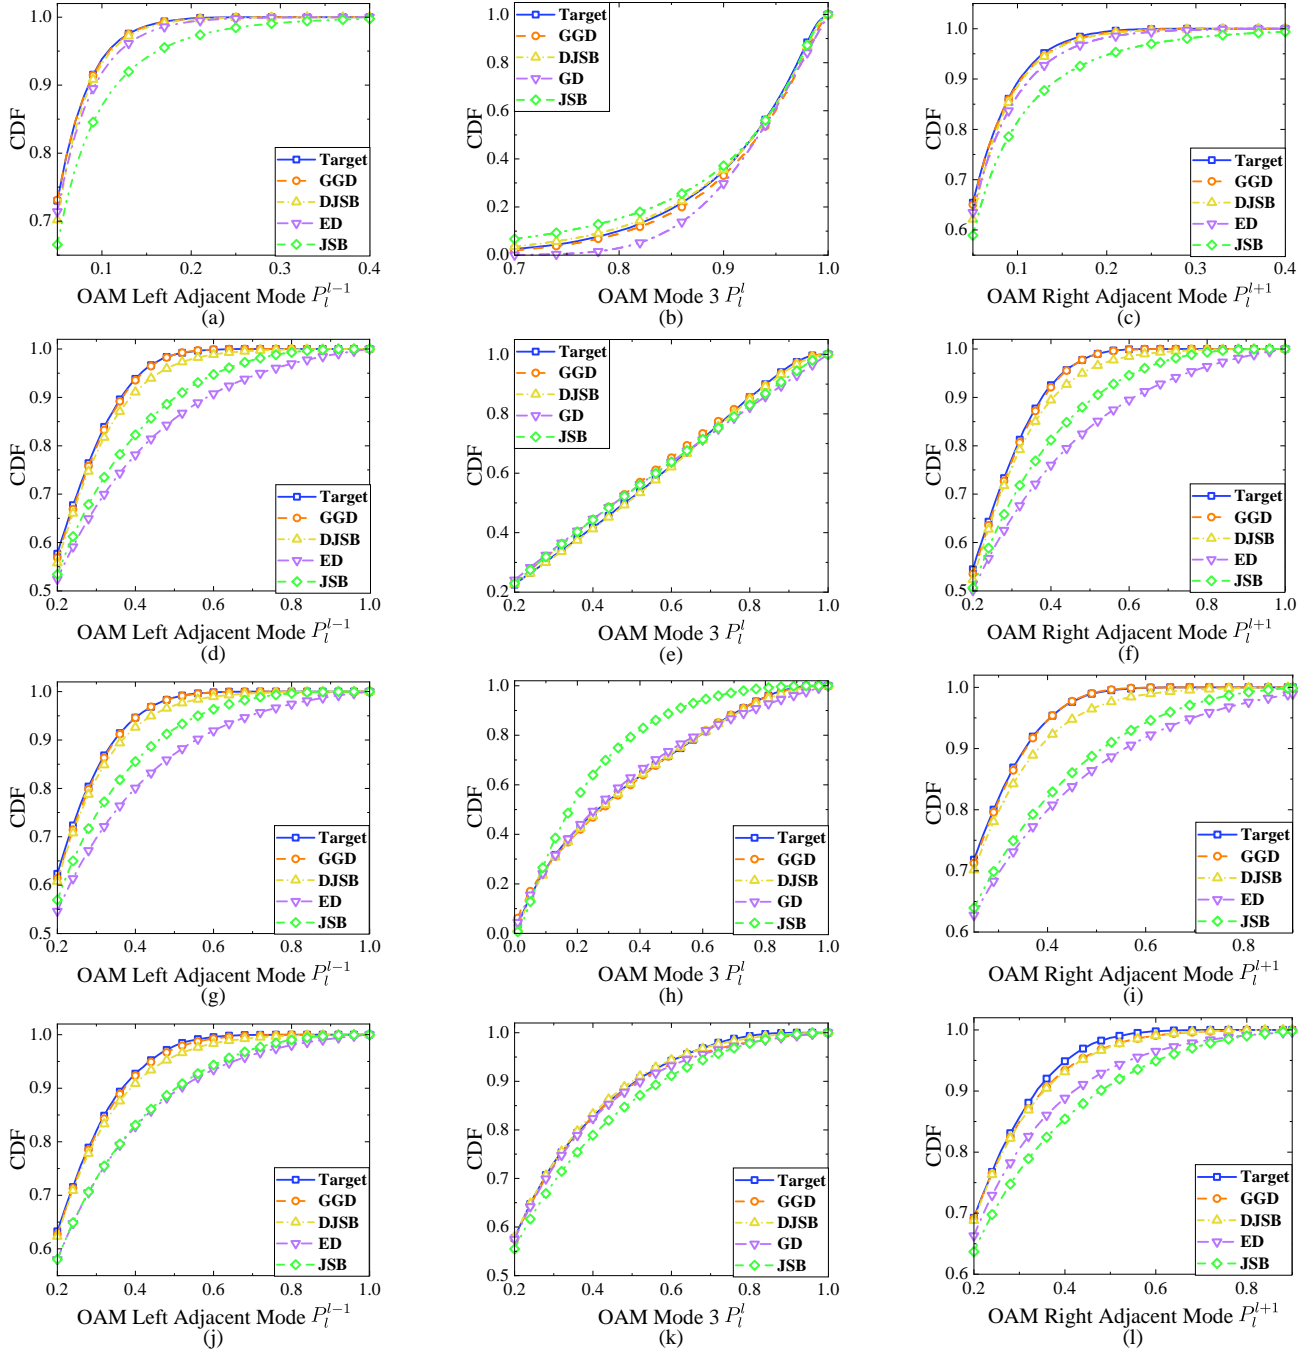 CDF
1.0
0.9
0.8
0.7
0.1
0.2
0.3
0.4
Target
GGD
DJSB
ED
JSB
OAM Left Adjacent Mode P_l^{l-1}
(a)
CDF
1.0
0.8
0.6
0.4
0.2
0.0
0.7
0.8
0.9
1.0
Target
GGD
DJSB
GD
JSB
OAM Mode 3 P_l^l
(b)
CDF
1.0
0.9
0.8
0.7
0.6
0.1
0.2
0.3
0.4
Target
GGD
DJSB
ED
JSB
OAM Right Adjacent Mode P_l^{l+1}
(c)
CDF
1.0
0.9
0.8
0.7
0.6
0.5
0.2
0.4
0.6
0.8
1.0
Target
GGD
DJSB
ED
JSB
OAM Left Adjacent Mode P_l^{l-1}
(d)
CDF
1.0
0.8
0.6
0.4
0.2
0.2
0.4
0.6
0.8
1.0
Target
GGD
DJSB
GD
JSB
OAM Mode 3 P_l^l
(e)
CDF
1.0
0.9
0.8
0.7
0.6
0.5
0.2
0.4
0.6
0.8
1.0
Target
GGD
DJSB
ED
JSB
OAM Right Adjacent Mode P_l^{l+1}
(f)
CDF
1.0
0.9
0.8
0.7
0.6
0.5
0.2
0.4
0.6
0.8
1.0
Target
GGD
DJSB
ED
JSB
OAM Left Adjacent Mode P_l^{l-1}
(g)
CDF
1.0
0.8
0.6
0.4
0.2
0.0
0.0
0.2
0.4
0.6
0.8
1.0
Target
GGD
DJSB
GD
JSB
OAM Mode 3 P_l^l
(h)
CDF
1.0
0.9
0.8
0.7
0.6
0.4
0.6
0.8
Target
GGD
DJSB
ED
JSB
OAM Right Adjacent Mode P_l^{l+1}
(i)
CDF
1.0
0.9
0.8
0.7
0.6
0.2
0.4
0.6
0.8
1.0
Target
GGD
DJSB
ED
JSB
OAM Left Adjacent Mode P_l^{l-1}
(j)
CDF
1.0
0.9
0.8
0.7
0.6
0.5
0.2
0.4
0.6
0.8
1.0
Target
GGD
DJSB
GD
JSB
OAM Mode 3 P_l^l
(k)
CDF
1.0
0.9
0.8
0.7
0.6
0.2
0.4
0.6
0.8
Target
GGD
DJSB
ED
JSB
OAM Right Adjacent Mode P_l^{l+1}
(l)